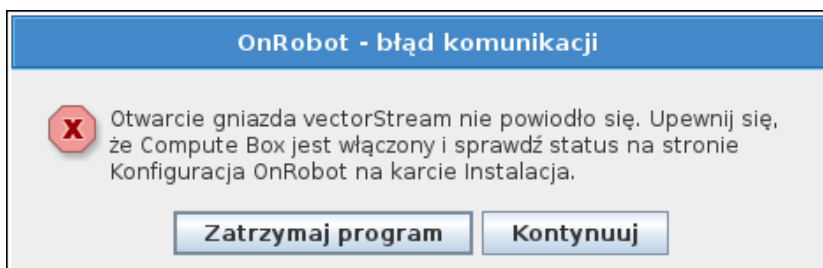 OnRobot - błąd komunikacji
Otwarcie gniazda vectorStream nie powiodło się. Upewnij się,
że Compute Box jest włączony i sprawdź status na stronie
Konfiguracja OnRobot na karcie Instalacja.
Zatrzymaj program Kontynuuj